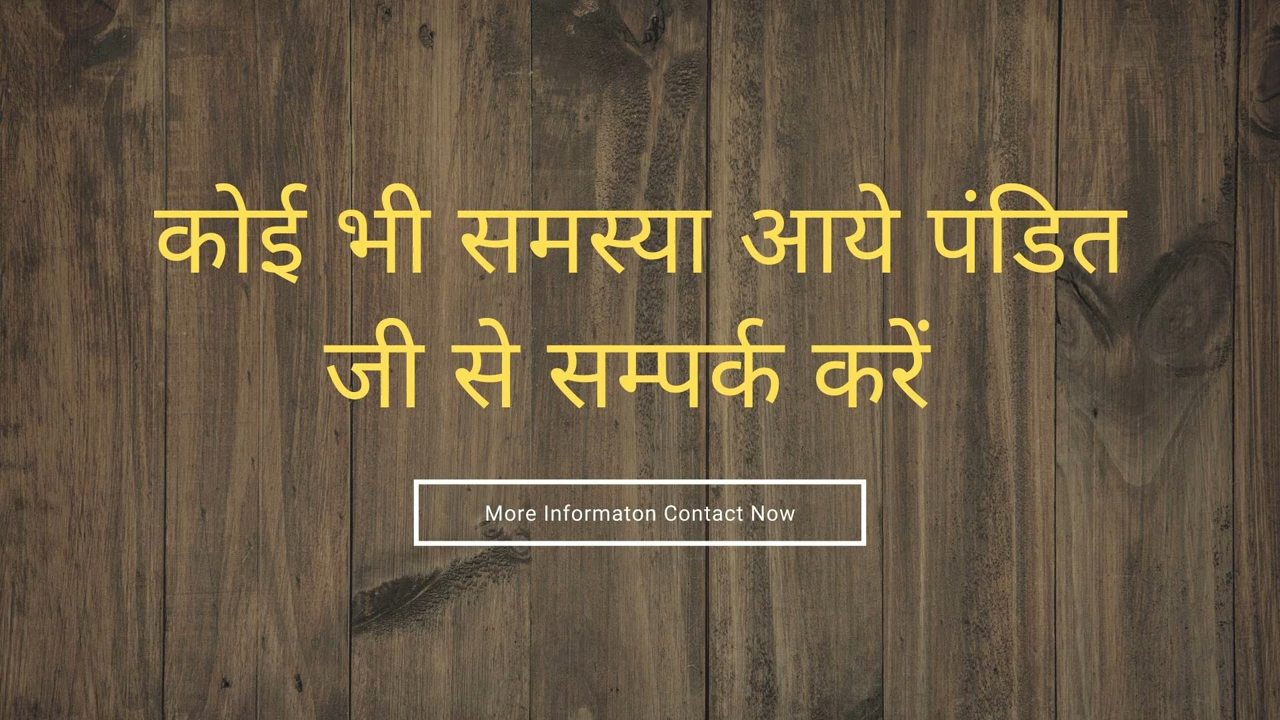 कोई भी समस्या आये पंडित
जी से सम्पर्क करें
More Informaton Contact Now